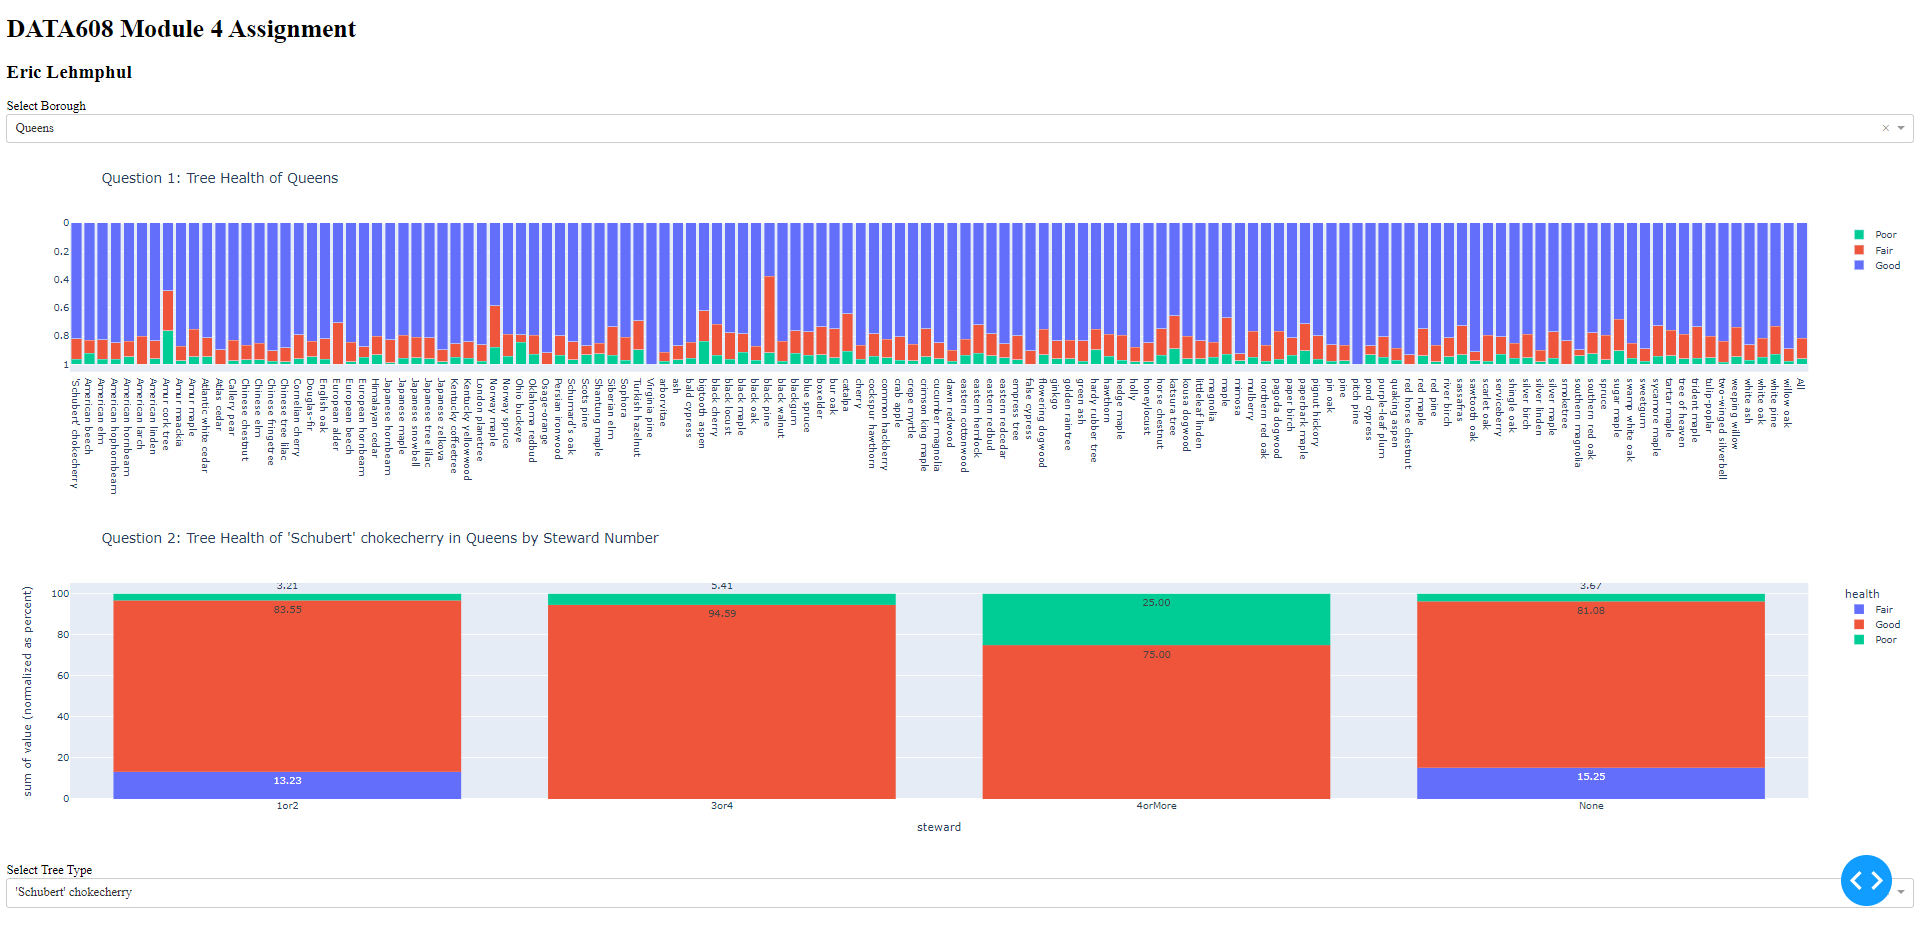 DATA608 Module 4 Assignment
Eric Lehmphul
Select Borough
Queens
Question 1: Tree Health of Queens
0
0.2
0.4
0.6
0.8
1
Poor
Fair
Good
'Schubert' chokecherry
American beech
American elm
American hophornbeam
American hornbeam
American larch
American linden
Amur cork tree
Amur maackia
Amur maple
Atlantic white cedar
Atlas cedar
Callery pear
Chinese chestnut
Chinese elm
Chinese fringetree
Chinese tree lilac
Cornelian cherry
Douglas-fir
English oak
European alder
European beech
European hornbeam
Himalayan cedar
Japanese hornbeam
Japanese maple
Japanese snowbell
Japanese tree lilac
Japanese zelkova
Kentucky coffeetree
Kentucky yellowwood
London planetree
Norway maple
Norway spruce
Ohio buckeye
Oklahoma redbud
Osage-orange
Persian ironwood
Schumard's oak
Scots pine
Shantung maple
Siberian elm
Sophora
Turkish hazelnut
Virginia pine
arborvitae
ash
bald cypress
bigtooth aspen
black cherry
black locust
black maple
black oak
black pine
black walnut
blackgum
blue spruce
boxelder
bur oak
catalpa
cherry
cockspur hawthorn
common hackberry
crab apple
crepe myrtle
crimson king maple
cucumber magnolia
dawn redwood
eastern cottonwood
eastern hemlock
eastern redbud
eastern redcedar
empress tree
false cypress
flowering dogwood
ginkgo
golden raintree
green ash
hardy rubber tree
hawthorn
hedge maple
holly
honeylocust
horse chestnut
katsura tree
kousa dogwood
littleleaf linden
magnolia
maple
mimosa
mulberry
northern red oak
pagoda dogwood
paper birch
paperbark maple
pignut hickory
pin oak
pine
pitch pine
pond cypress
purple-leaf plum
quaking aspen
red horse chestnut
red maple
red pine
river birch
sassafras
sawtooth oak
scarlet oak
serviceberry
shingle oak
silver birch
silver linden
silver maple
smoketree
southern magnolia
southern red oak
spruce
sugar maple
swamp white oak
sweetgum
sycamore maple
tartar maple
tree of heaven
trident maple
tulip-poplar
two-winged silverbell
weeping willow
white ash
white oak
white pine
willow oak
All
Question 2: Tree Health of 'Schubert' chokecherry in Queens by Steward Number
sum of value (normalized as percent)
100
80
60
40
20
0
3.21
83.55
13.23
5.41
94.59
25.00
75.00
3.67
81.08
15.25
1or2
3or4
4orMore
None
steward
health
Fair
Good
Poor
Select Tree Type
'Schubert' chokecherry